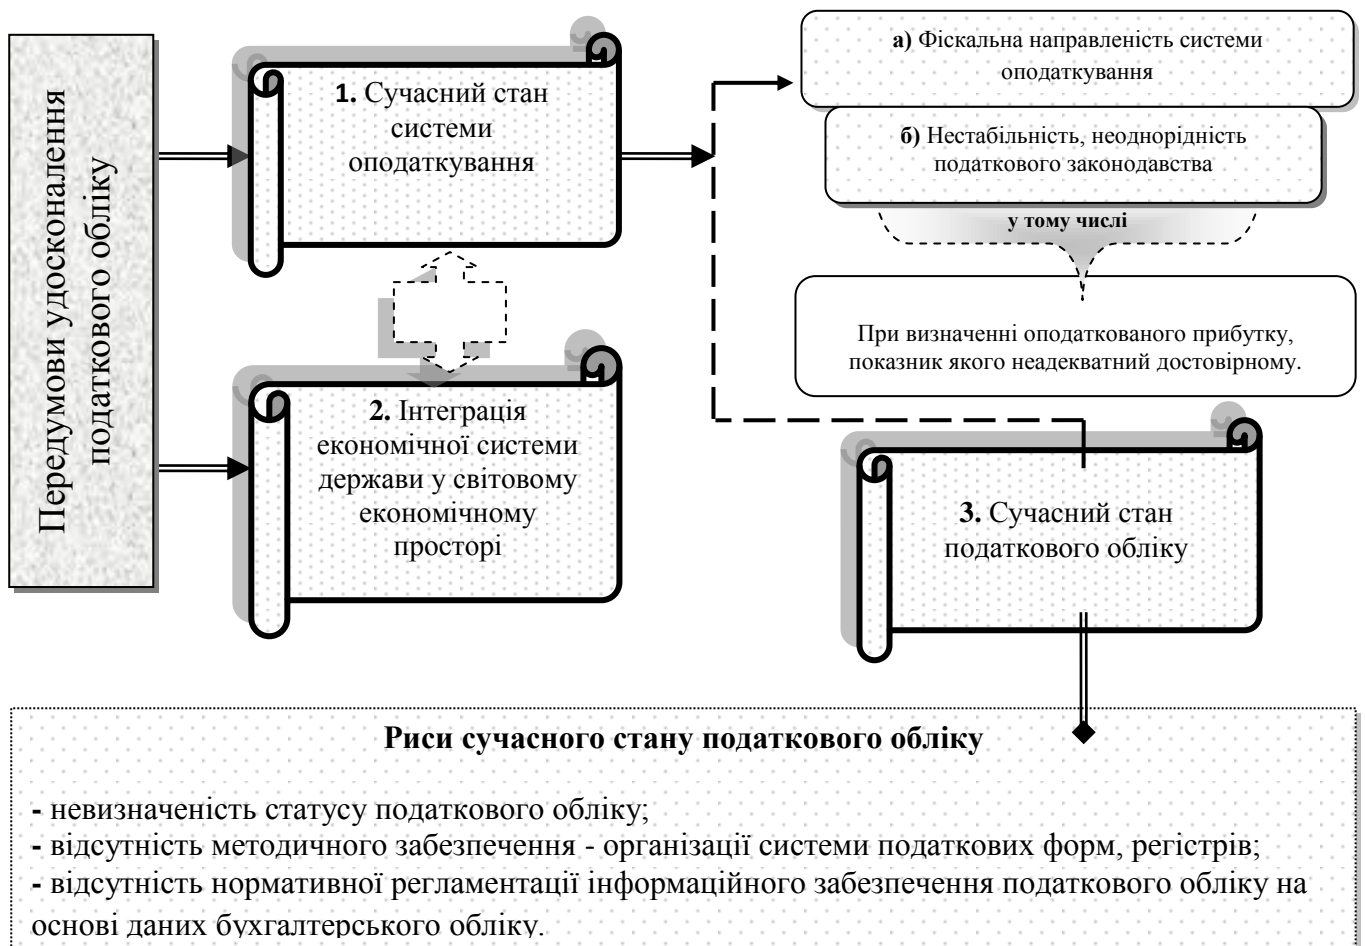 Передумови удосконалення
податкового обліку
1. Сучасний стан
системи
оподаткування
а) Фіскальна направленість системи
оподаткування
б) Нестабільність, неоднорідність
податкового законодавства
у тому числі
При визначенні оподаткованого прибутку,
показник якого неадекватний достовірному.
2. Інтеграція
економічної системи
держави у світовому
економічному
просторі
3. Сучасний стан
податкового обліку
Риси сучасного стану податкового обліку
- невизначеність статусу податкового обліку;
- відсутність методичного забезпечення - організації системи податкових форм, регістрів;
- відсутність нормативної регламентації інформаційного забезпечення податкового обліку на
основі даних бухгалтерського обліку.